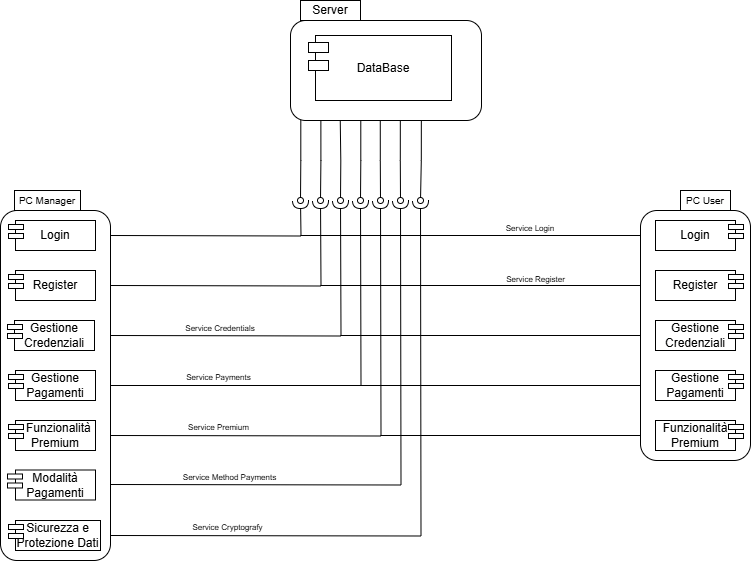 Server
DataBase
PC Manager
PC User
Login
Service Login
Login
Register
Service Register
Register
Gestione
Credenziali
Service Credentials
Gestione
Credenziali
Gestione
Pagamenti
Service Payments
Gestione
Pagamenti
Funzionalità
Premium
Service Premium
Funzionalità
Premium
Modalità
Pagamenti
Service Method Payments
Sicurezza e
Protezione Dati
Service Cryptografy